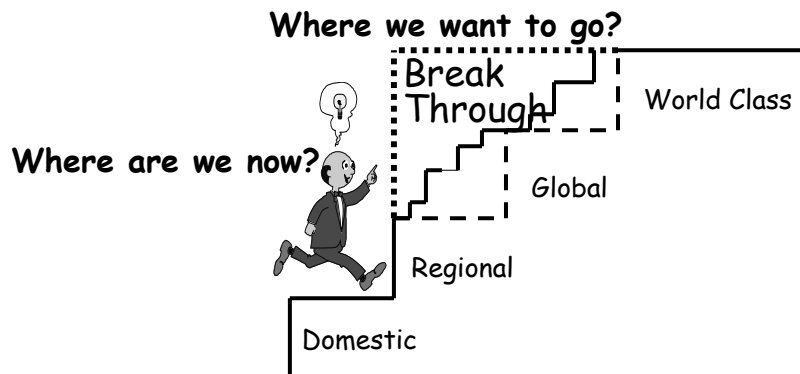 Where we want to go?
Break
Through
World Class
Where are we now?
Global
Regional
Domestic